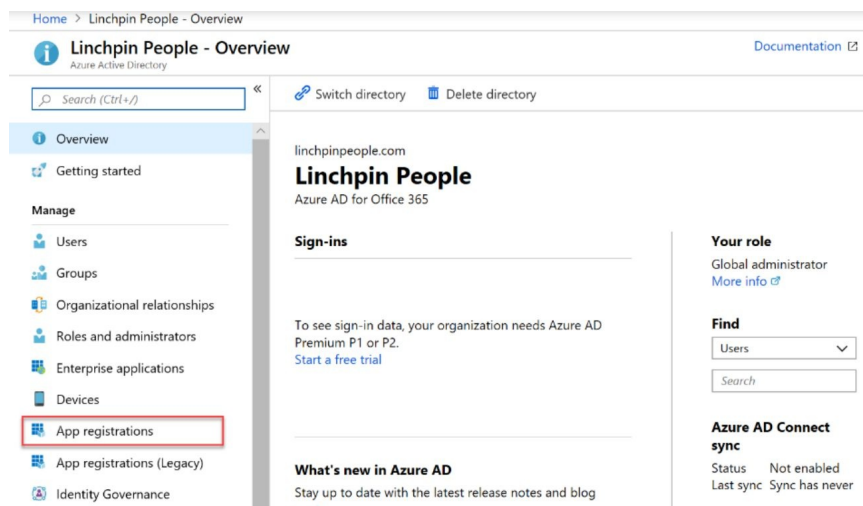 Home > Linchpin People - Overview
Linchpin People - Overview
Azure Active Directory
Documentation
Search (Ctrl+/)
«
Overview
Getting started
Manage
Users
Groups
Organizational relationships
Roles and administrators
Enterprise applications
Devices
App registrations
App registrations (Legacy)
Identity Governance
Switch directory Delete directory
linchpinpeople.com
Linchpin People
Azure AD for Office 365
Sign-ins
To see sign-in data, your organization needs Azure AD
Premium P1 or P2.
Start a free trial
What's new in Azure AD
Stay up to date with the latest release notes and blog
Your role
Global administrator
More info
Find
Users
Search
Azure AD Connect
sync
Status Not enabled
Last sync Sync has never